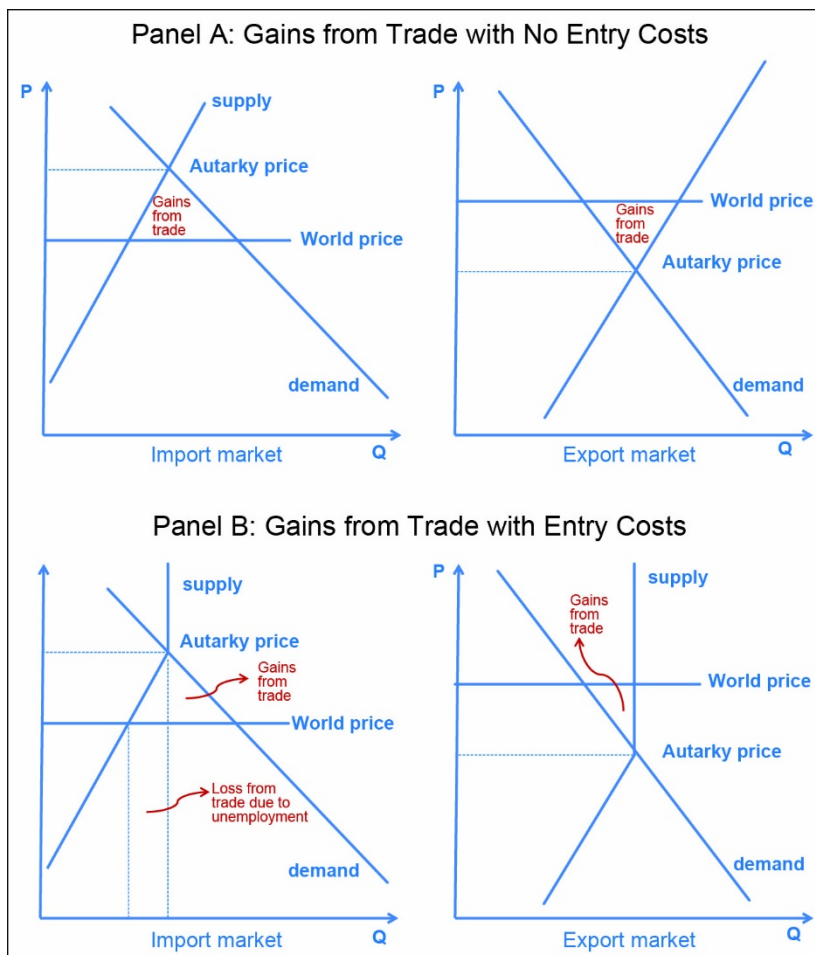 Panel A: Gains from Trade with No Entry Costs
P
supply
Autarky price
Gains
from
trade
World price
demand
Q
Import market
P
World price
Gains
from
trade
Autarky price
demand
Q
Export market
Panel B: Gains from Trade with Entry Costs
supply
Autarky price
Gains
from
trade
World price
Loss from
trade due to
unemployment
demand
Q
Import market
P
supply
Gains
from
trade
World price
Autarky price
demand
Q
Export market